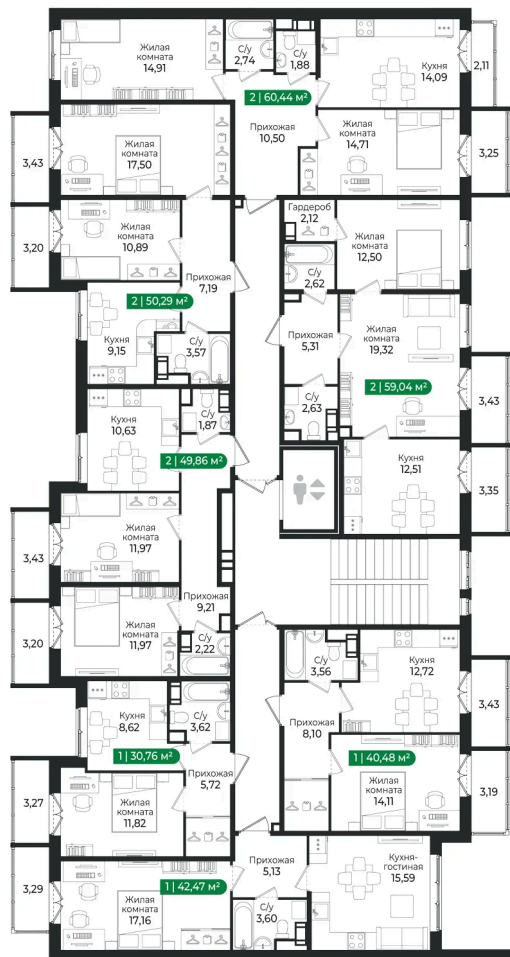 Жилая
комната
14,91
С/у
2,74
С/у
1,88
Кухня
14,09
2,11
2 | 60,44 м²
Прихожая
10,50
Жилая
комната
14,71
3,25
3,43
Жилая
комната
17,50
3,20
Жилая
комната
10,89
Прихожая
7,19
Гардероб
2,12
Жилая
комната
12,50
С/у
2,62
2 | 50,29 м²
Кухня
9,15
С/у
3,57
Прихожая
5,31
Жилая
комната
19,32
2 | 59,04 м²
3,43
С/у
2,63
Кухня
10,63
С/у
1,87
2 | 49,86 м²
Кухня
12,51
3,35
Жилая
комната
11,97
3,43
Прихожая
9,21
Жилая
комната
11,97
3,20
С/у
2,22
С/у
3,56
Кухня
12,72
3,43
Кухня
8,62
С/у
3,62
Прихожая
8,10
1 | 30,76 м²
Прихожая
5,72
1 | 40,48 м²
Жилая
комната
14,11
3,19
3,27
Жилая
комната
11,82
Прихожая
5,13
Кухня-
гостиная
15,59
1 | 42,47 м²
3,29
Жилая
комната
17,16
С/у
3,60